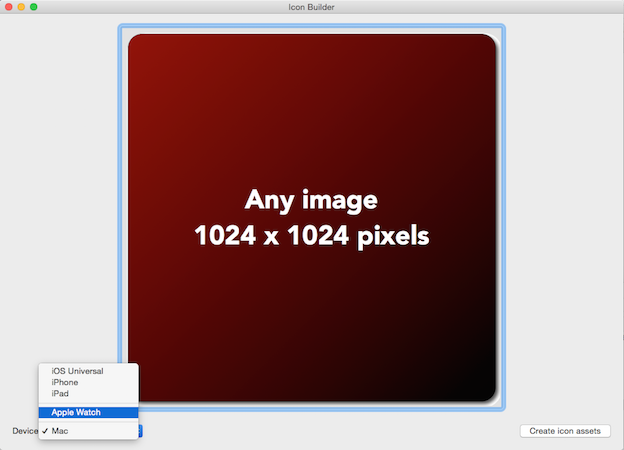 Icon Builder
Any image
1024 x 1024 pixels
iOS Universal
iPhone
iPad
Apple Watch
Device ✓ Mac
Create icon assets